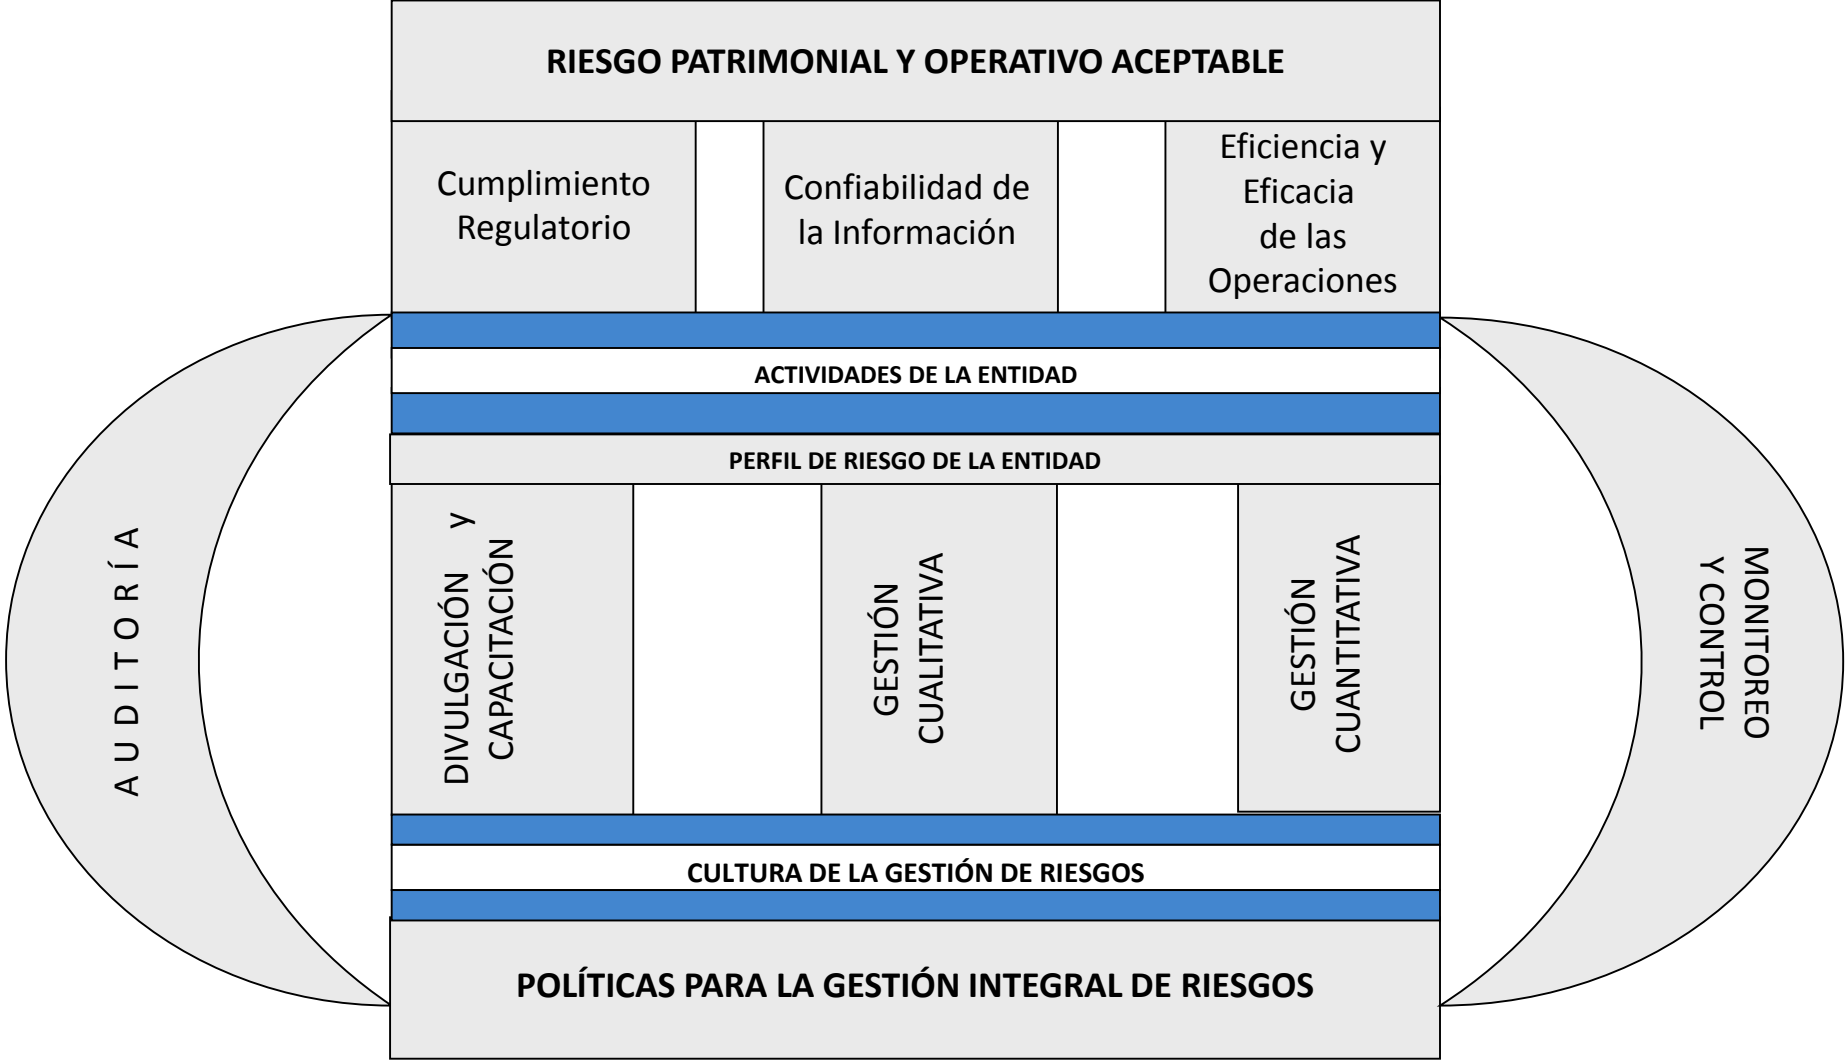 RIESGO PATRIMONIAL Y OPERATIVO ACEPTABLE
Cumplimiento
Regulatorio
Confiabilidad de
la Información
Eficiencia y
Eficacia
de las
Operaciones
ACTIVIDADES DE LA ENTIDAD
PERFIL DE RIESGO DE LA ENTIDAD
AUDITORÍA
DIVULGACIÓN y
CAPACITACIÓN
GESTIÓN
CUALITATIVA
GESTIÓN
CUANTITATIVA
MONITOREO
Y CONTROL
CULTURA DE LA GESTIÓN DE RIESGOS
POLÍTICAS PARA LA GESTIÓN INTEGRAL DE RIESGOS